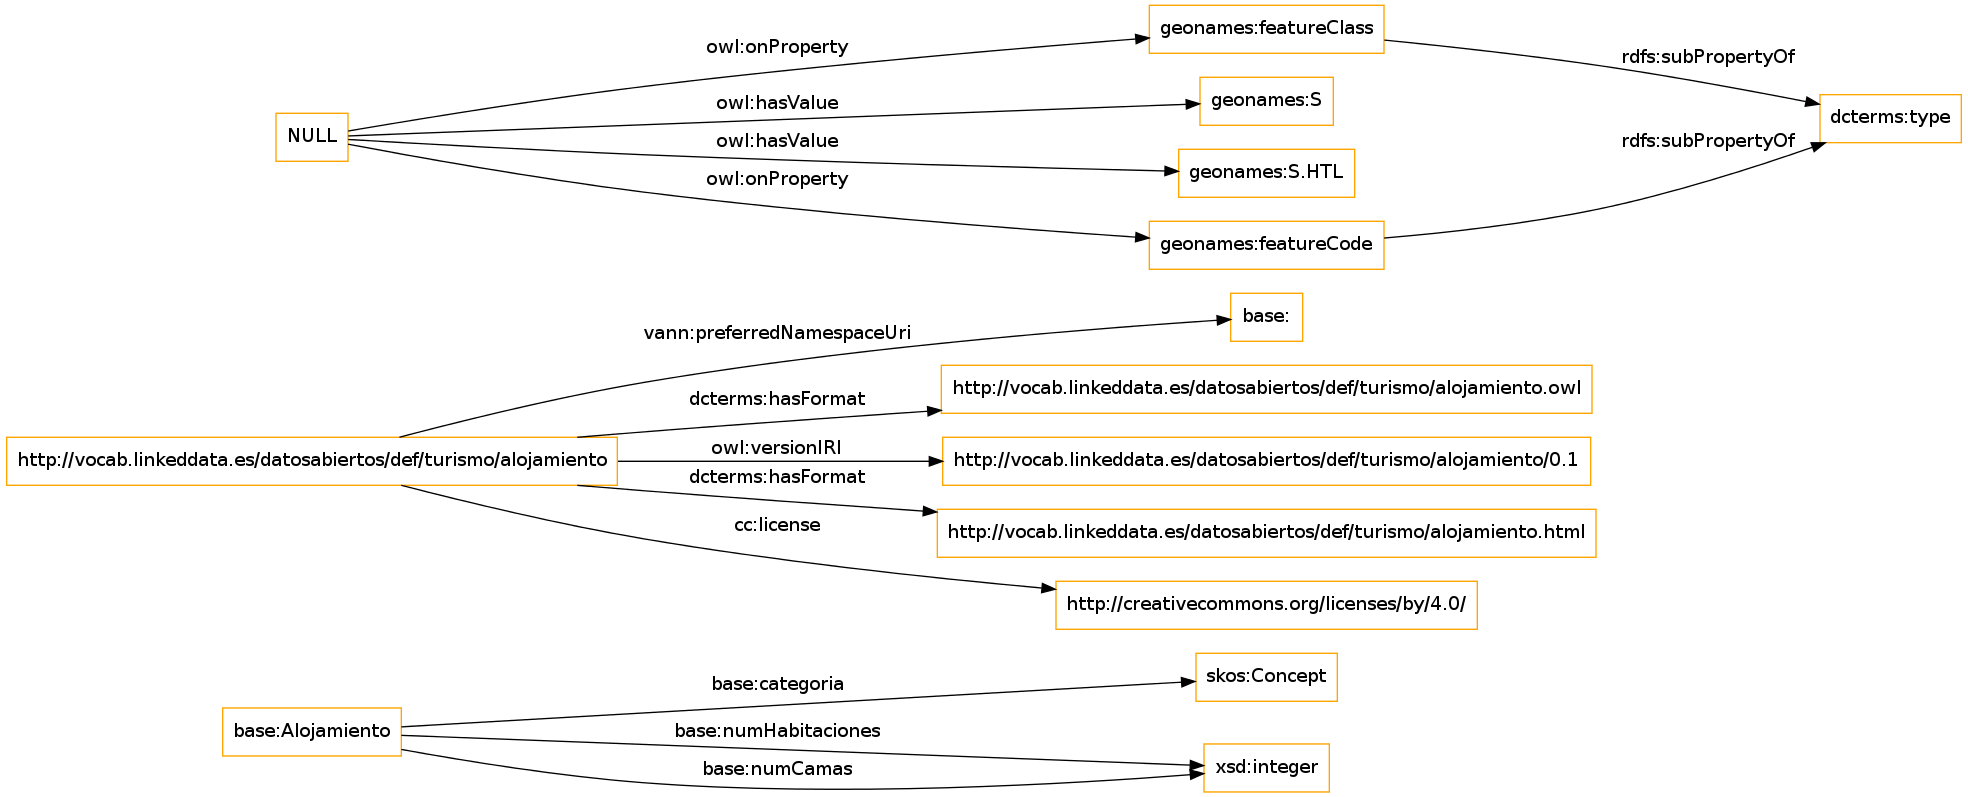 geonames:featureClass
owl:onProperty
rdfs:subPropertyOf
owl:hasValue
geonames:S
dcterms:type
NULL
owl:hasValue
rdfs:subPropertyOf
geonames:S.HTL
owl:onProperty
geonames:featureCode
base:
vann:preferredNamespaceUri
http://vocab.linkeddata.es/datosabiertos/def/turismo/alojamiento.owl
dcterms:hasFormat
owl:versionIRI
http://vocab.linkeddata.es/datosabiertos/def/turismo/alojamiento
http://vocab.linkeddata.es/datosabiertos/def/turismo/alojamiento/0.1
dcterms:hasFormat
cc:license
http://vocab.linkeddata.es/datosabiertos/def/turismo/alojamiento.html
http://creativecommons.org/licenses/by/4.0/
base:categoria
skos:Concept
base:Alojamiento
base:numHabitaciones
base:numCamas
xsd:integer